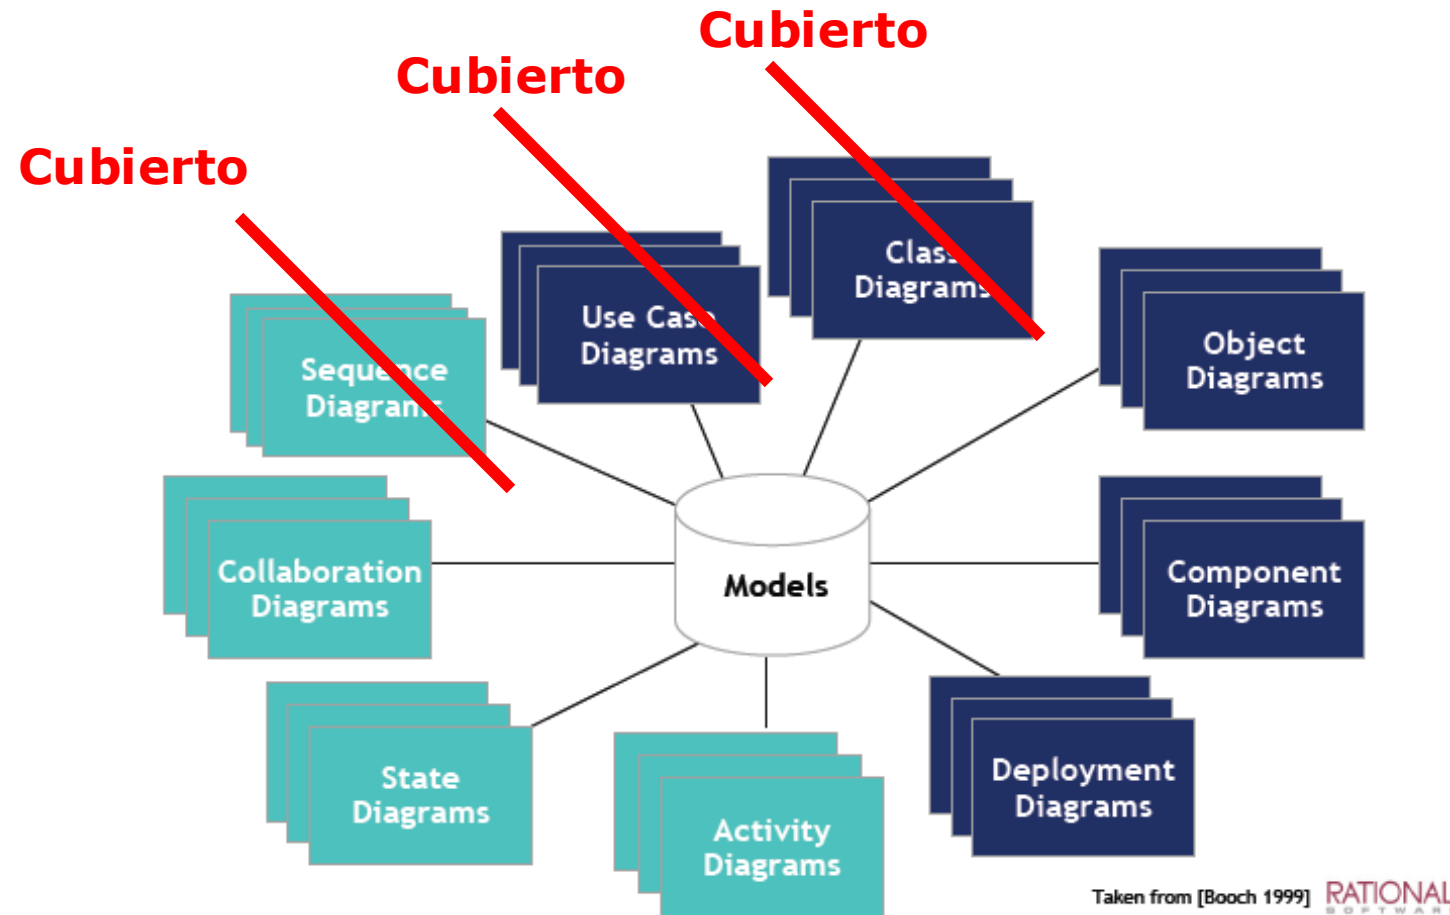 Cubierto
Cubierto
Cubierto
Class
Diagrams
Use Case
Diagrams
Object
Diagrams
Sequence
Diagrams
Collaboration
Diagrams
Models
Component
Diagrams
State
Diagrams
Deployment
Diagrams
Activity
Diagrams
Taken from [Booch 1999]
RATIONAL
SOFTWARE